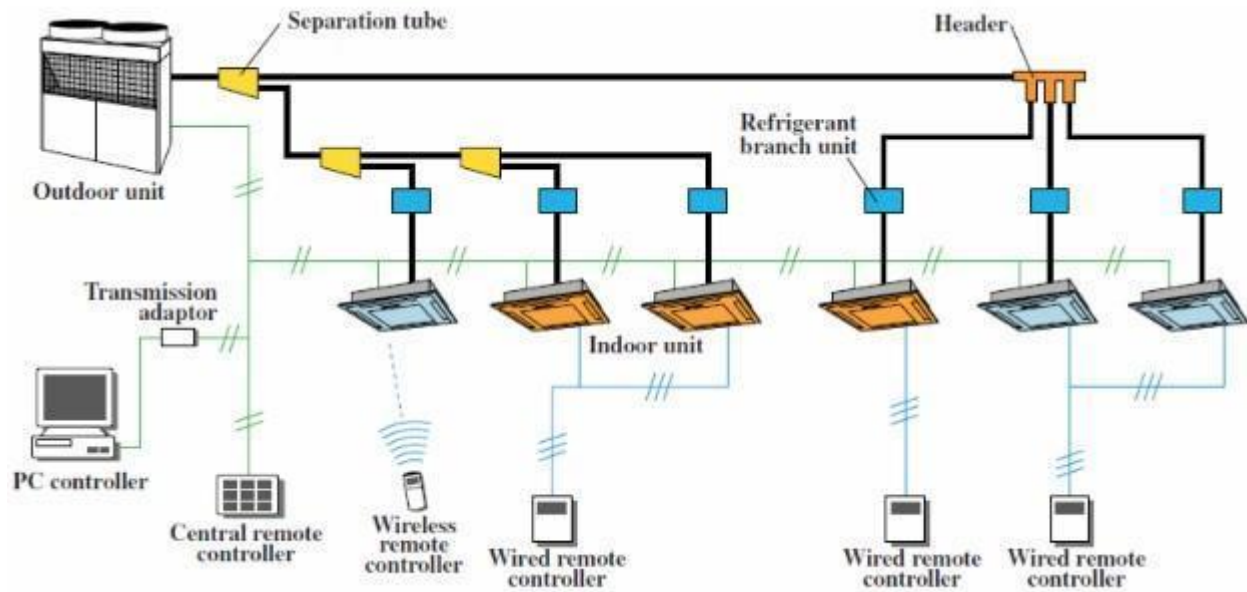 Separation tube
Header
Refrigerant
branch unit
Outdoor unit
Transmission
adaptor
Indoor unit
PC controller
Central remote
controller
Wireless
remote
controller
Wired remote
controller
Wired remote
controller
Wired remote
controller